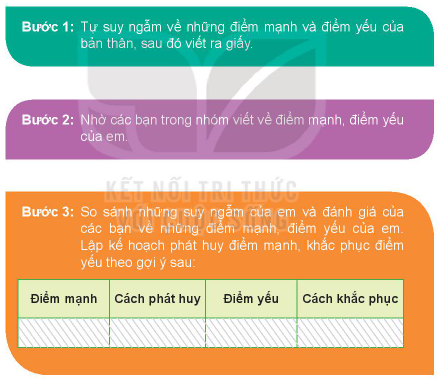 Bước 1: Tự suy ngẫm về những điểm mạnh và điểm yếu của
bản thân, sau đó viết ra giấy.
Bước 2: Nhờ các bạn trong nhóm viết về điểm mạnh, điểm yếu
của em.
KẾT NỐI TRI THỨC
VỚI CUỘC SỐNG
Bước 3: So sánh những suy ngẫm của em và đánh giá của
các bạn về những điểm mạnh, điểm yếu của em.
Lập kế hoạch phát huy điểm mạnh, khắc phục điểm
yếu theo gợi ý sau:
Điểm mạnh Cách phát huy Điểm yếu Cách khắc phục